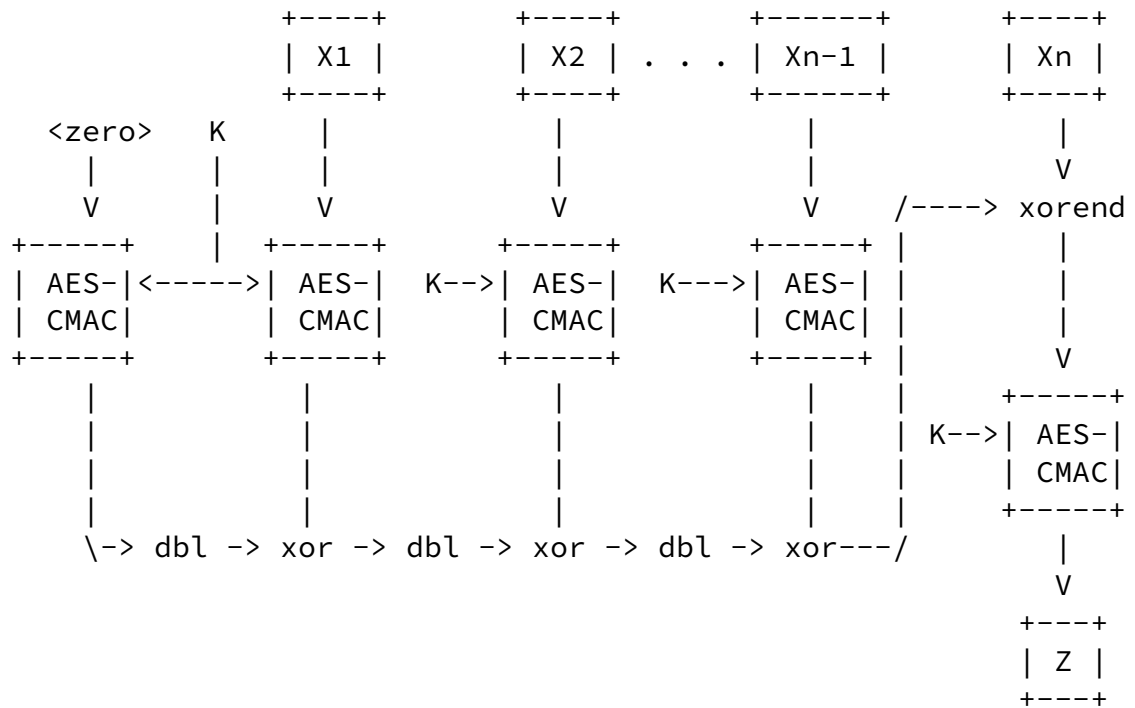 +----+       +----+       +------+      +----+
                | X1 |       | X2 | . . . | Xn-1 |      | Xn |
                +----+       +----+       +------+      +----+
  <zero>   K      |            |             |            |
    |      |      |            |             |            V
    V      |      V            V             V    /----> xorend
+-----+    |  +-----+      +-----+       +-----+ |        |
| AES-|<----->| AES-|  K-->| AES-|  K--->| AES-| |        |
| CMAC|       | CMAC|      | CMAC|       | CMAC| |        |
+-----+       +-----+      +-----+       +-----+ |        V
    |           |             |             |    |     +-----+
    |           |             |             |    | K-->| AES-|
    |           |             |             |    |     | CMAC|
    |           |             |             |    |     +-----+
    \-> dbl -> xor -> dbl -> xor -> dbl -> xor---/        |
                                                          V
                                                        +---+
                                                        | Z |
                                                        +---+